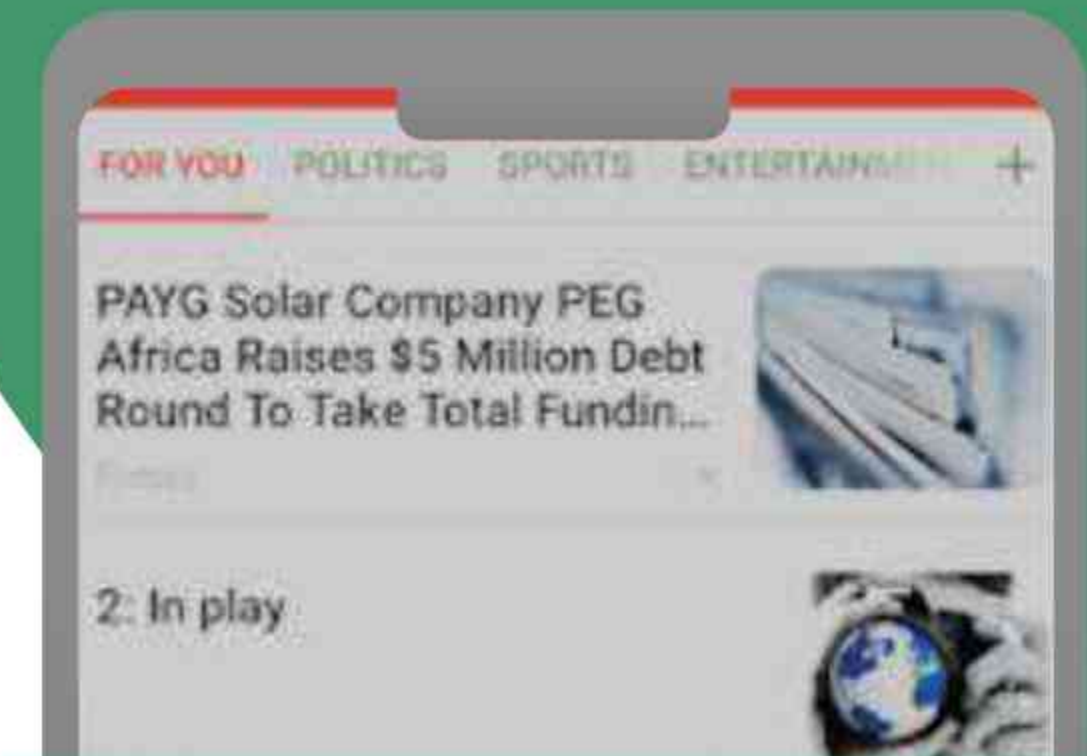 FOR YOU POLITICS SPORTS ENTERTAINM
PAYG Solar Company PEG
Africa Raises $5 Million Debt
Round To Take Total Fundin...
2: In play